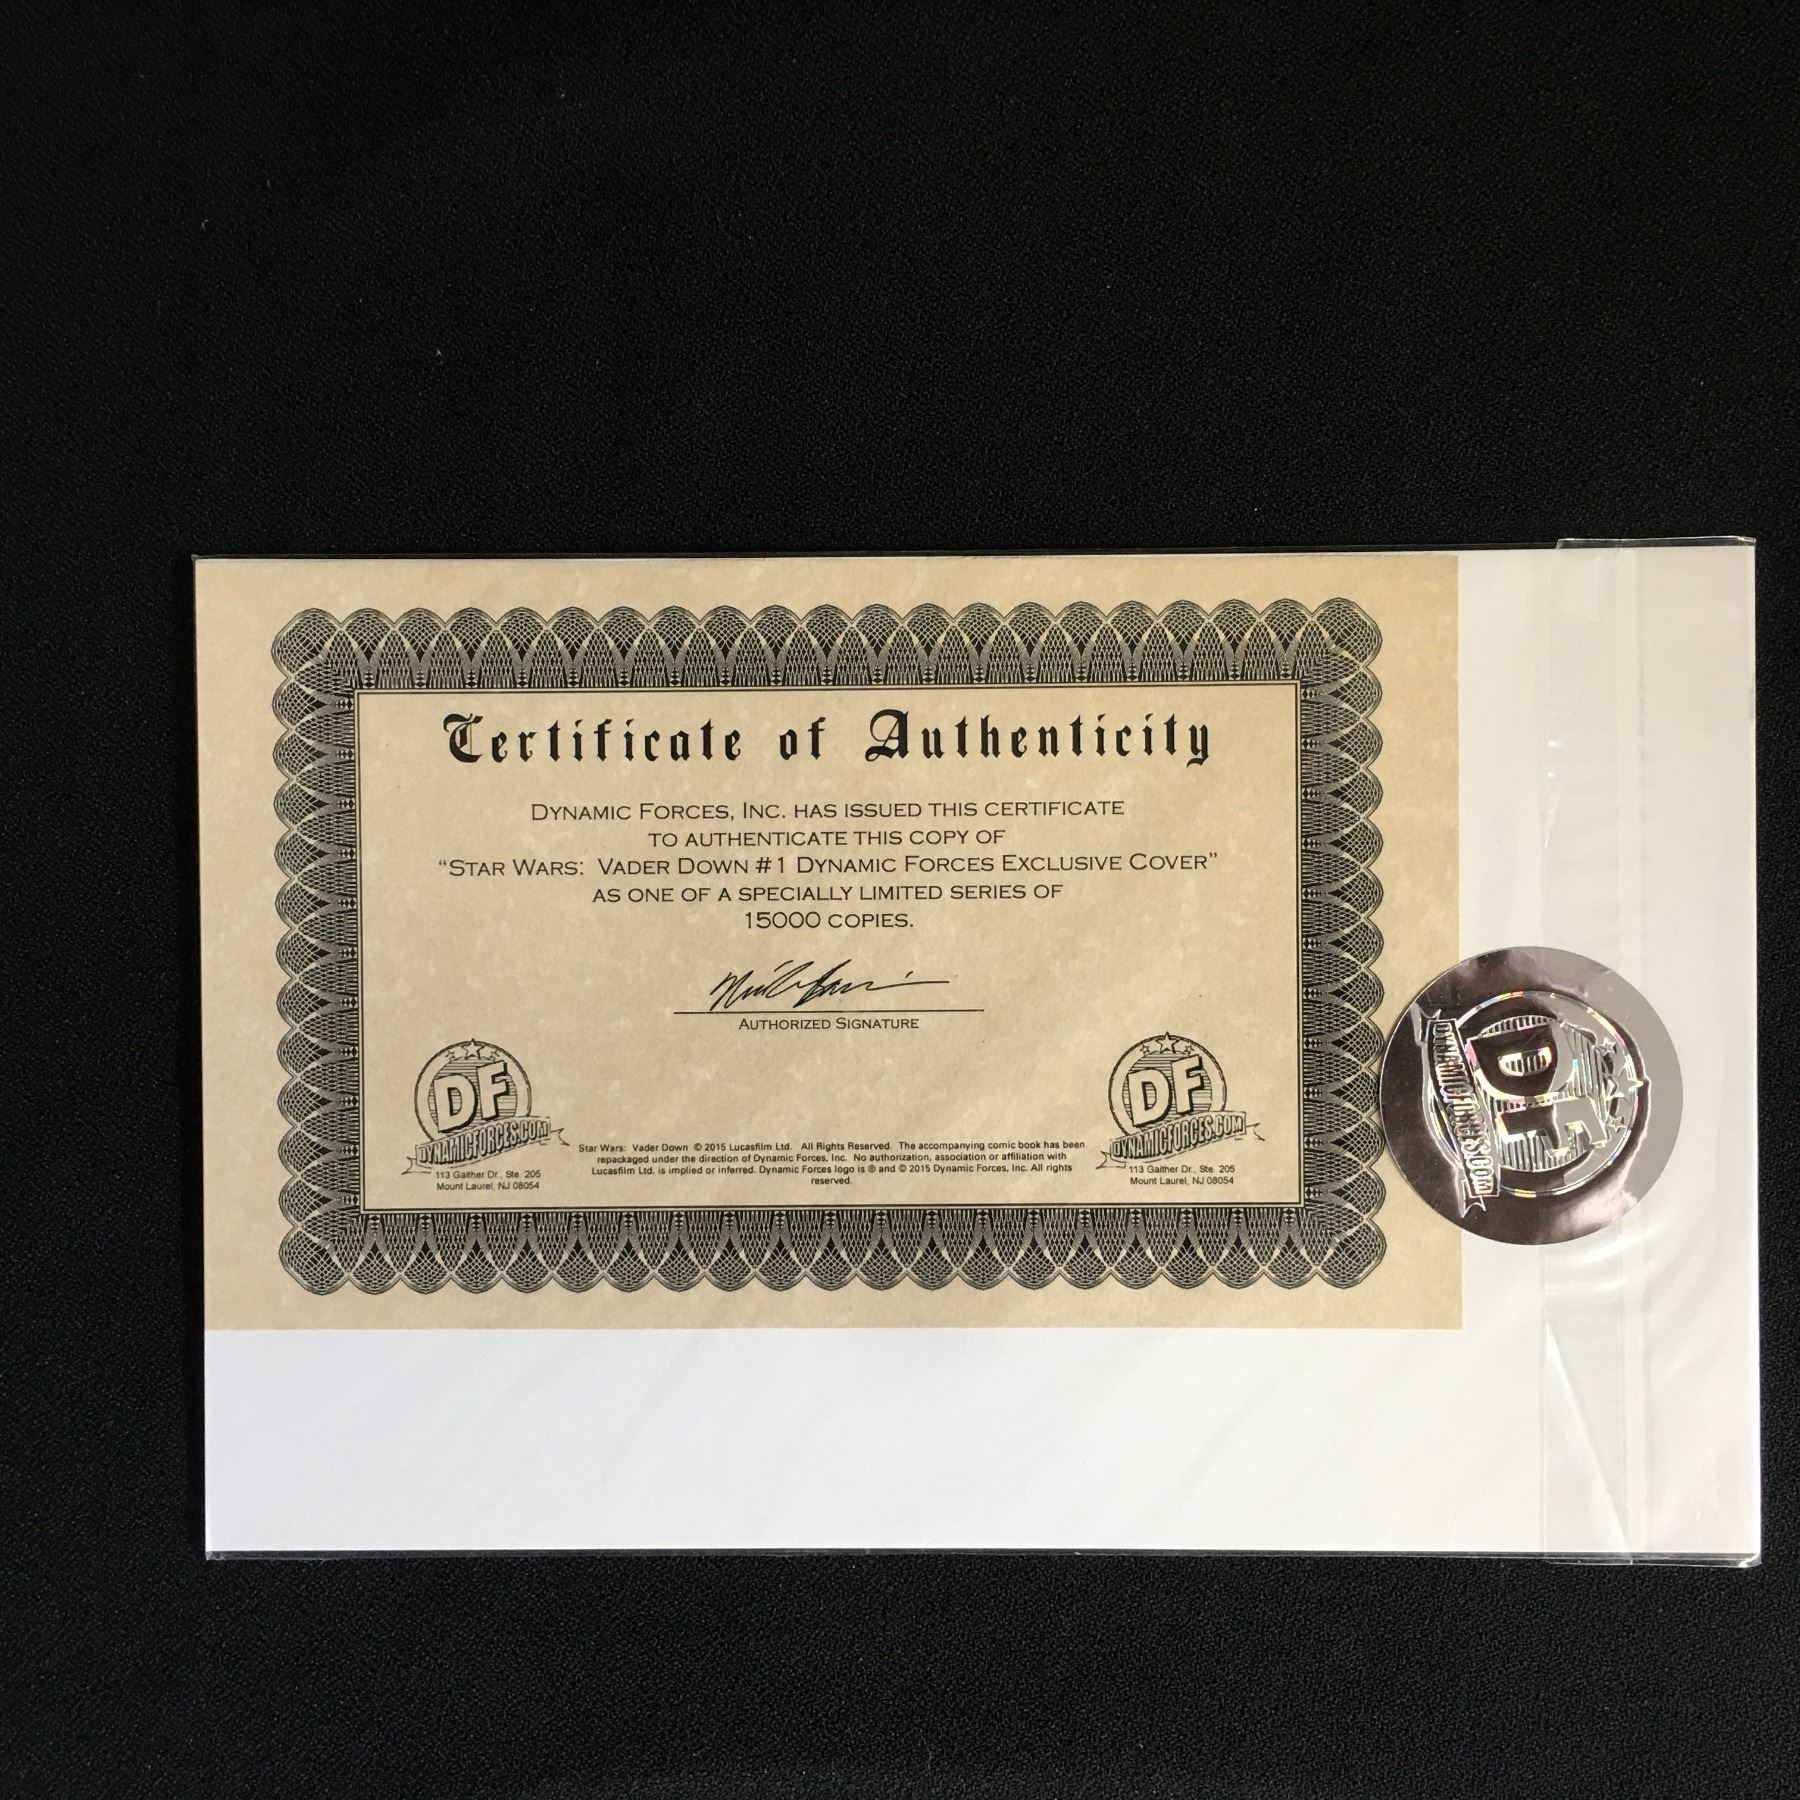 Certificate of Authenticity
DYNAMIC FORCES, INC. HAS ISSUED THIS CERTIFICATE
TO AUTHENTICATE THIS COPY OF
“STAR WARS: VADER DOWN #1 DYNAMIC FORCES EXCLUSIVE COVER”
AS ONE OF A SPECIALLY LIMITED SERIES OF
15000 COPIES.
AUTHORIZED SIGNATURE
DF
DYNAMICFORCES.COM
113 Gaither Dr., Ste. 205
Mount Laurel, NJ 08054
Star Wars: Vader Down © 2015 Lucasfilm Ltd. All Rights Reserved. The accompanying comic book has been
repackaged under the direction of Dynamic Forces, Inc. No authorization, association or affiliation with
Lucasfilm Ltd. is implied or inferred. Dynamic Forces logo is ® and © 2015 Dynamic Forces, Inc. All rights
reserved.
DF
DYNAMICFORCES.COM
113 Gaither Dr., Ste. 205
Mount Laurel, NJ 08054
DF
DYNAMICFORCES.COM